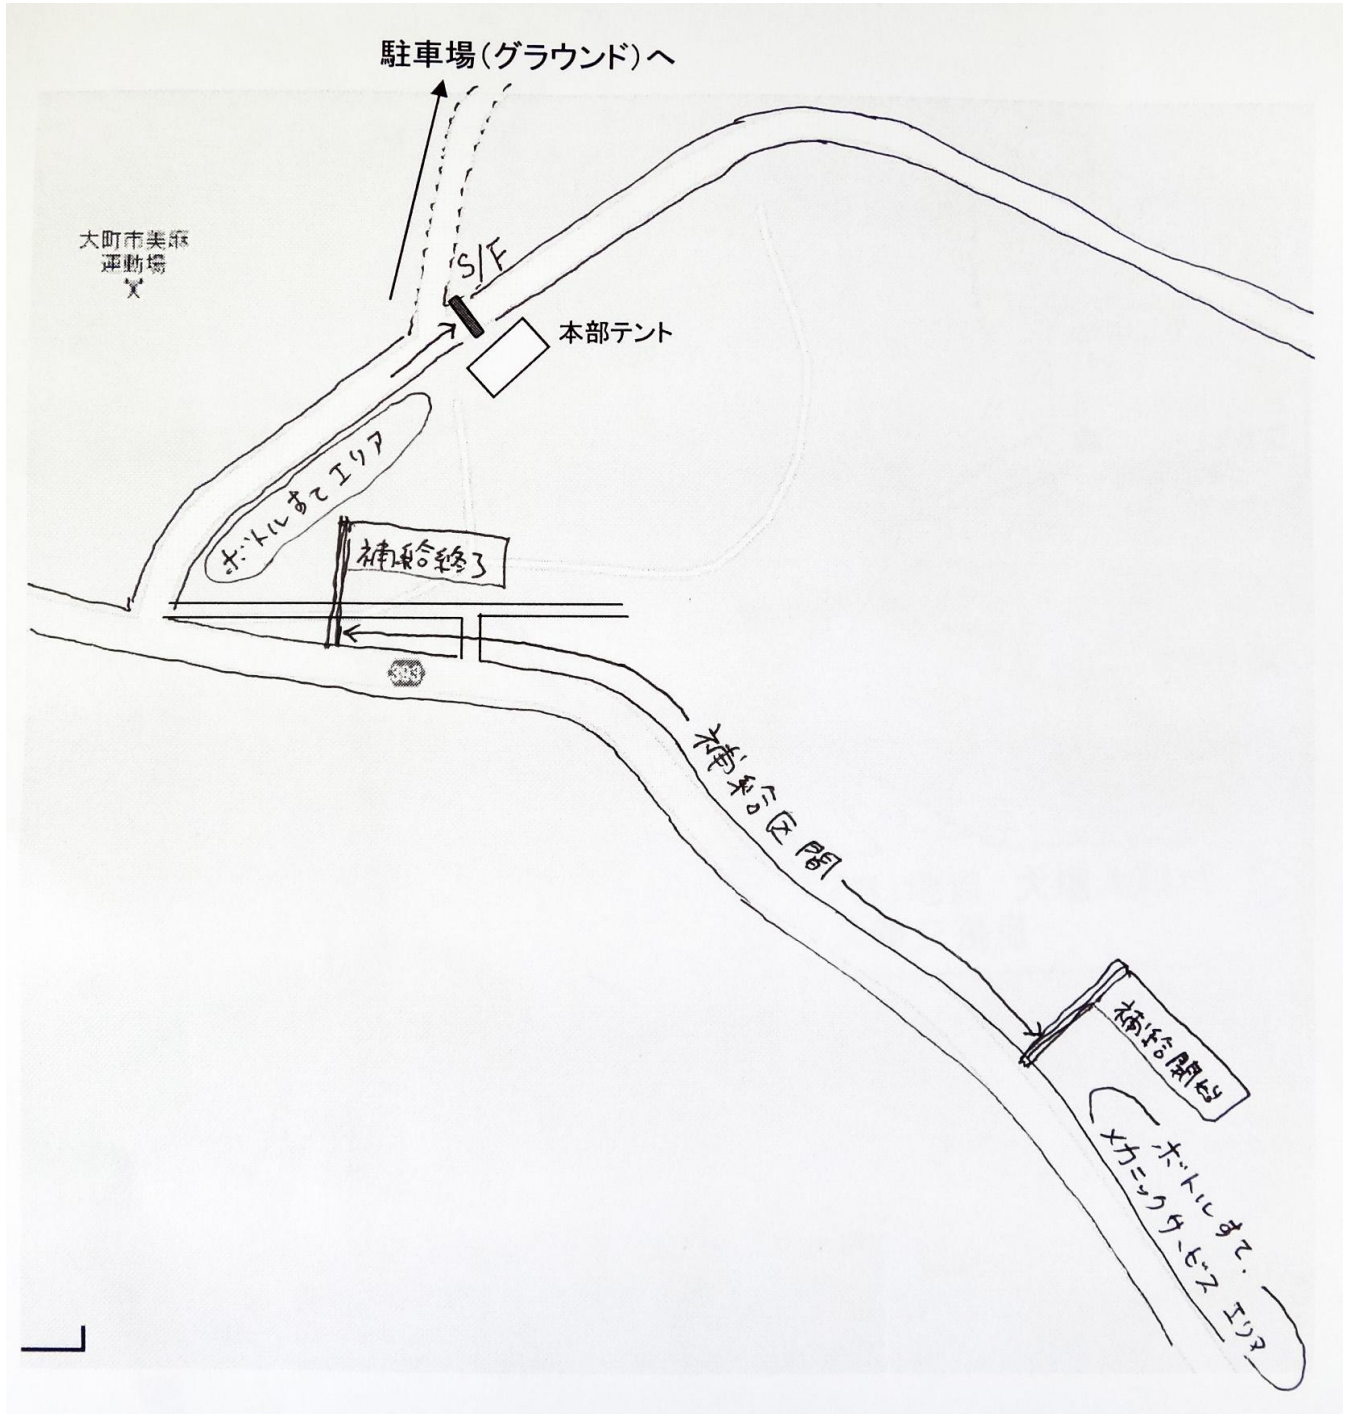 駐車場(グラウンド)へ
大町市美麻
運動場
S/F
本部テント
ボトルすてエリア
補給終了
393
補給区間
補給開始
ボトルすて.
メカニックサービス エリア